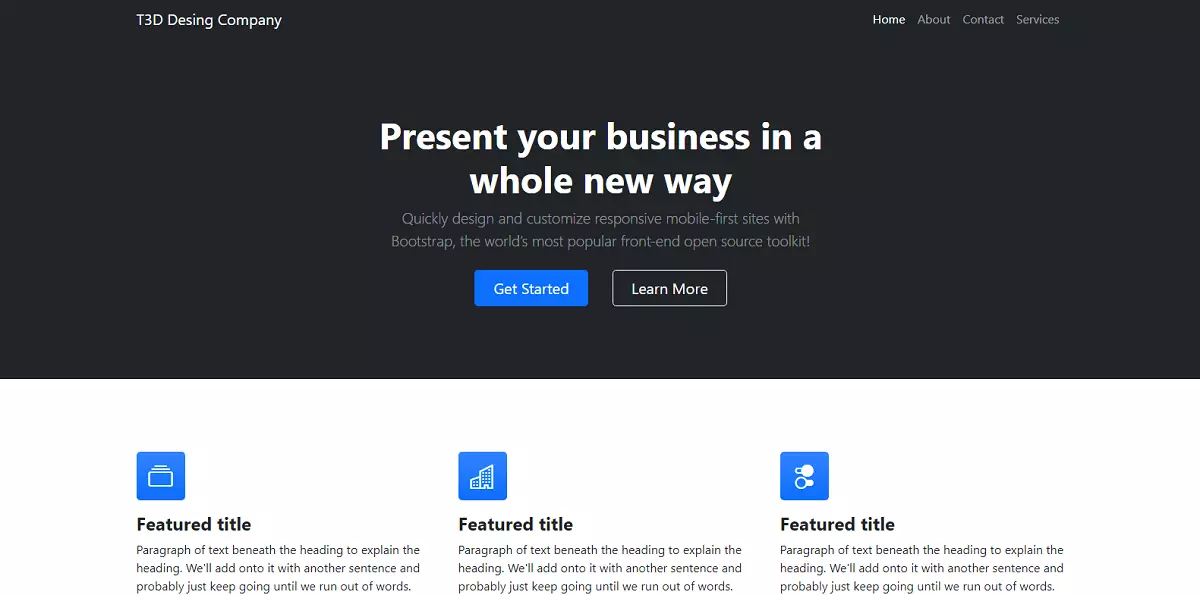 T3D Desing Company
Home About Contact Services
Present your business in a
whole new way
Quickly design and customize responsive mobile-first sites with
Bootstrap, the world's most popular front-end open source toolkit!
Get Started Learn More
Featured title
Paragraph of text beneath the heading to explain the
heading. We'll add onto it with another sentence and
probably just keep going until we run out of words.
Featured title
Paragraph of text beneath the heading to explain the
heading. We'll add onto it with another sentence and
probably just keep going until we run out of words.
Featured title
Paragraph of text beneath the heading to explain the
heading. We'll add onto it with another sentence and
probably just keep going until we run out of words.